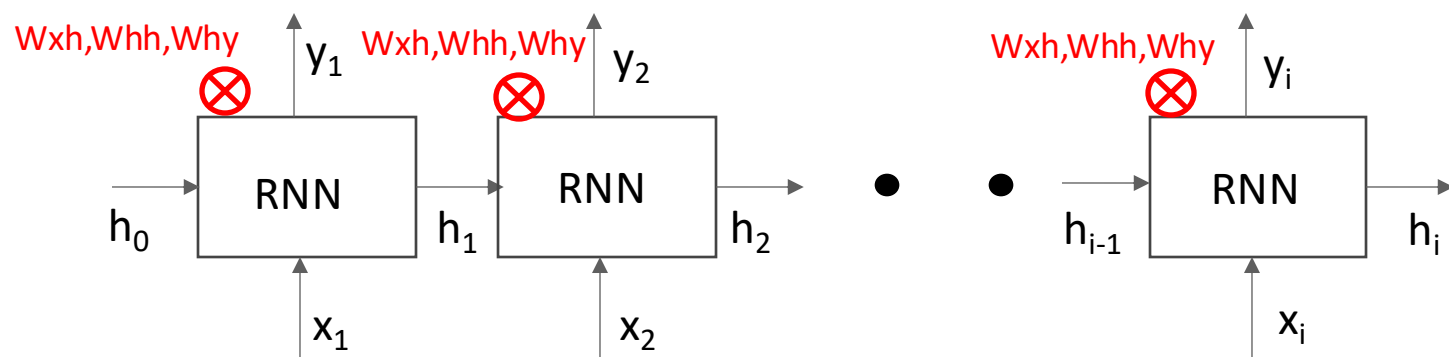 Wxh,Whh,Why
y₁
Wxh,Whh,Why
y₂
Wxh,Whh,Why
yᵢ
RNN
RNN
RNN
h₀
h₁
h₂
hᵢ₋₁
hᵢ
x₁
x₂
xᵢ